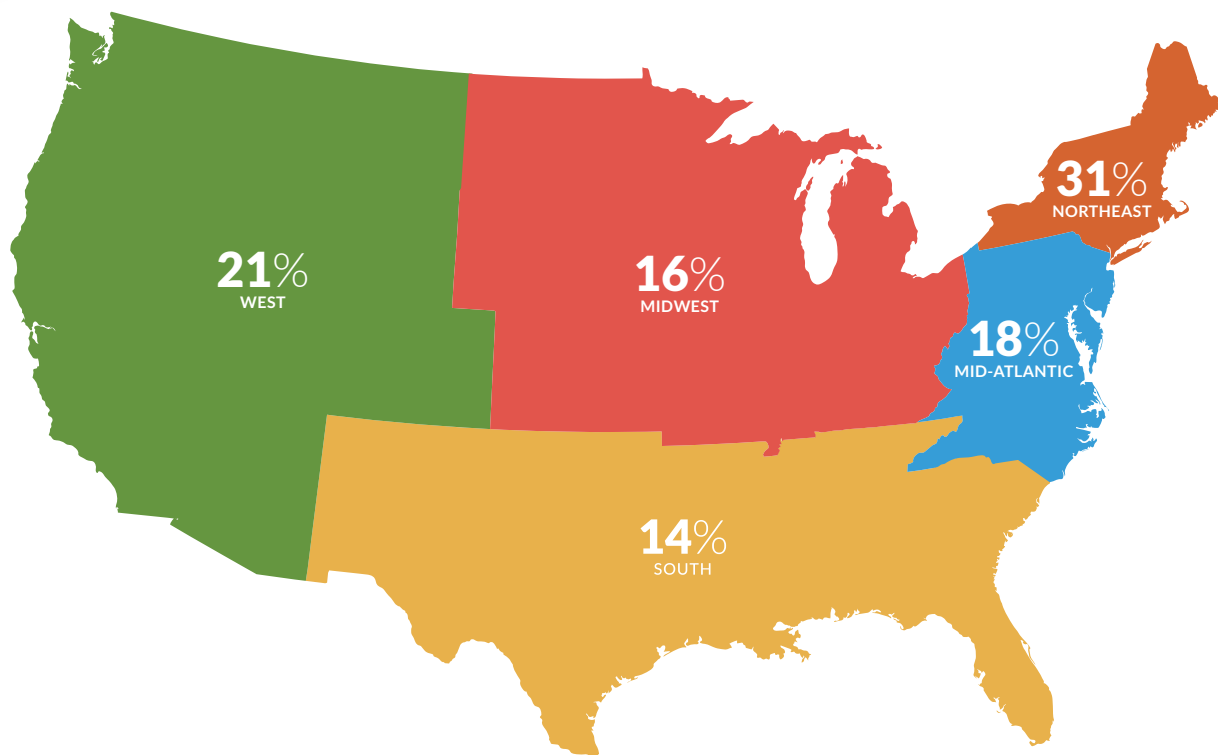 31%
NORTHEAST
21%
WEST
16%
MIDWEST
18%
MID-ATLANTIC
14%
SOUTH